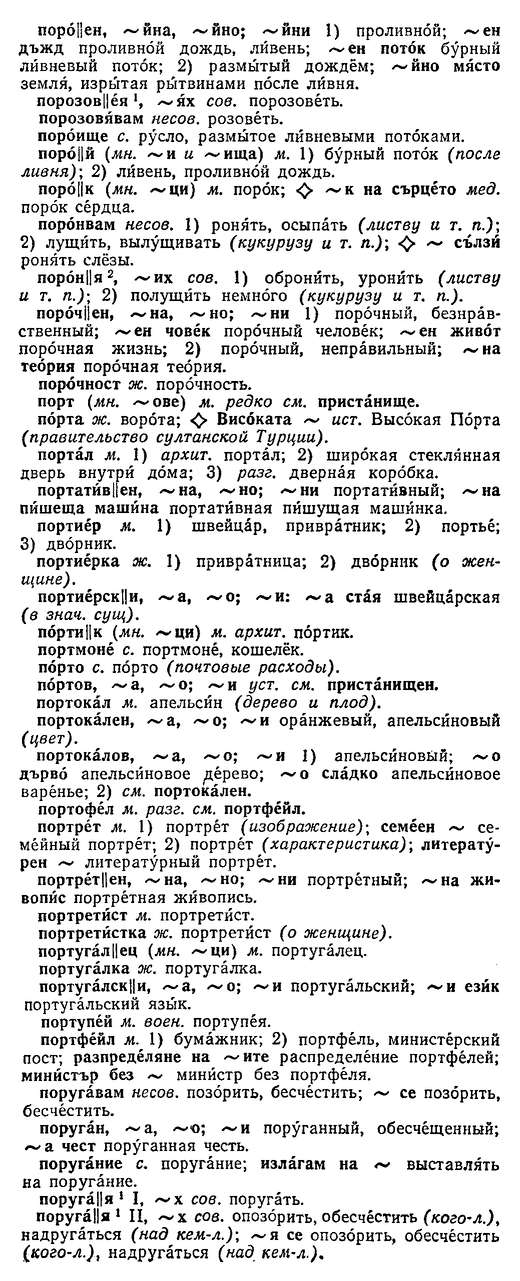 поро́||ен, ~йна, ~йно; ~йни 1) проливно́й; ~ен
дъжд проливно́й дождь, ли́вень; ~ен пото́к бу́рный
ли́вневый пото́к; 2) размы́тый дождём; ~йно мя́сто
земля́, изры́тая ры́твинами по́сле ли́вня.
порозов||е́я ¹, ~я́х сов. порозове́ть.
порозовя́вам несов. розове́ть.
поро́ище с. ру́сло, размы́тое ли́вневыми пото́ками.
поро́||й (мн. ~и и ~ища) м. 1) бу́рный пото́к (после
ливня); 2) ли́вень, проливно́й дождь.
поро́||к (мн. ~ци) м. поро́к; ◇ ~к на сърце́то мед.
поро́к се́рдца.
поро́нвам несов. 1) роня́ть, осыпа́ть (листву и т. п.);
2) лущи́ть, вылу́щивать (кукурузу и т. п.); ◇ ~ сълзи́
роня́ть слёзы.
поро́н||я ², ~их сов. 1) оброни́ть, урони́ть (листву
и т. п.); 2) полущи́ть немно́го (кукурузу и т. п.).
поро́ч||ен, ~на, ~но; ~ни 1) поро́чный, безнра́в-
ственный; ~ен чове́к поро́чный челове́к; ~ен живо́т
поро́чная жизнь; 2) поро́чный, непра́вильный; ~на
тео́рия поро́чная тео́рия.
поро́чност ж. поро́чность.
порт (мн. ~ове) м. редко см. приста́нище.
по́рта ж. воро́та; ◇ Висо́ката ~ ист. Высо́кая По́рта
(правительство султанской Турции).
порта́л м. 1) архит. порта́л; 2) широ́кая стекля́нная
дверь внутри́ до́ма; 3) разг. дверна́я коро́бка.
портати́в||ен, ~на, ~но; ~ни портати́вный; ~на
пи́шеща маши́на портати́вная пи́шущая маши́нка.
портие́р м. 1) швейца́р, привра́тник; 2) портье́;
3) дво́рник.
портие́рка ж. 1) привра́тница; 2) дво́рник (о жен-
щине).
портие́рск||и, ~а, ~о; ~и: ~а ста́я швейца́рская
(в знач. сущ).
по́рти||к (мн. ~ци) м. архит. по́ртик.
портмоне́ с. портмоне́, кошелёк.
по́рто с. по́рто (почтовые расходы).
по́ртов, ~а, ~о; ~и уст. см. приста́нищен.
портока́л м. апельси́н (дерево и плод).
портока́лен, ~а, ~о; ~и ора́нжевый, апельси́новый
(цвет).
портока́лов, ~а, ~о; ~и 1) апельси́новый; ~о
дърво́ апельси́новое де́рево; ~о сла́дко апельси́новое
варе́нье; 2) см. портока́лен.
портофе́л м. разг. см. портфе́йл.
портре́т м. 1) портре́т (изображение); семе́ен ~ се-
ме́йный портре́т; 2) портре́т (характеристика); литерату́-
рен ~ литерату́рный портре́т.
портре́т||ен, ~на, ~но; ~ни портре́тный; ~на жи-
вопи́с портре́тная жи́вопись.
портрети́ст м. портрети́ст.
портрети́стка ж. портрети́ст (о женщине).
португа́л||ец (мн. ~ци) м. португа́лец.
португа́лка ж. португа́лка.
португа́лск||и, ~а, ~о; ~и португа́льский; ~и ези́к
португа́льский язы́к.
портупе́й м. воен. портупе́я.
портфе́йл м. 1) бума́жник; 2) портфе́ль, министе́рский
пост; разпреде́ляне на ~ите распределе́ние портфе́лей;
мини́стър без ~ мини́стр без портфе́ля.
поруга́вам несов. позо́рить, бесче́стить; ~ се позо́рить,
бесче́стить.
поруга́н, ~а, ~о; ~и пору́ганный, обесче́щенный;
~а чест пору́ганная честь.
поруга́ние с. поруга́ние; изла́гам на ~ выставля́ть
на поруга́ние.
поруга́||я ¹ I, ~х сов. поруга́ть.
поруга́||я ¹ II, ~х сов. опозо́рить, обесче́стить (кого-л.),
надруга́ться (над кем-л.); ~я се опозо́рить, обесче́стить
(кого-л.), надруга́ться (над кем-л.).